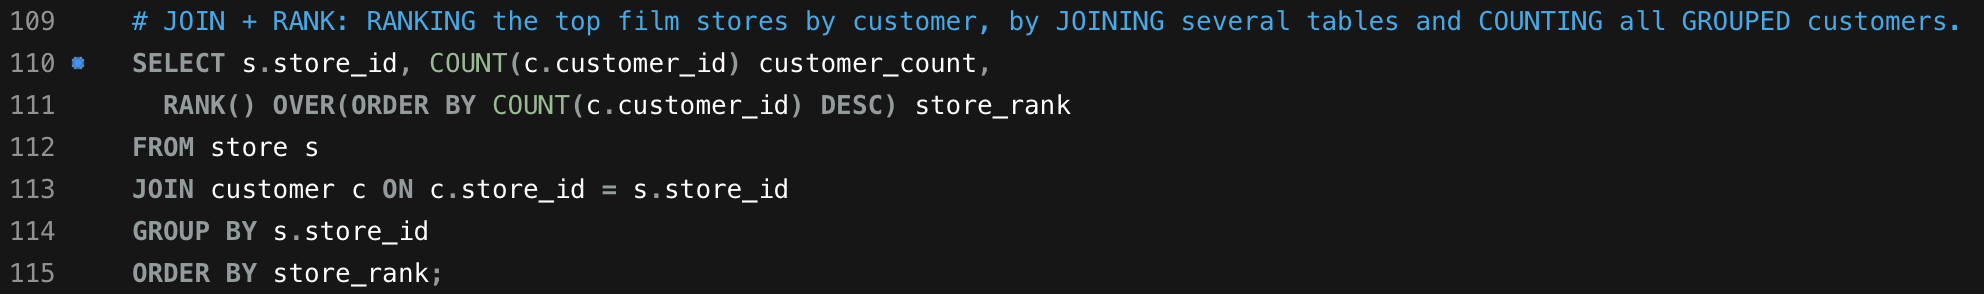 109 # JOIN + RANK: RANKING the top film stores by customer, by JOINING several tables and COUNTING all GROUPED customers.
110 SELECT s.store_id, COUNT(c.customer_id) customer_count,
111 RANK() OVER(ORDER BY COUNT(c.customer_id) DESC) store_rank
112 FROM store s
113 JOIN customer c ON c.store_id = s.store_id
114 GROUP BY s.store_id
115 ORDER BY store_rank;